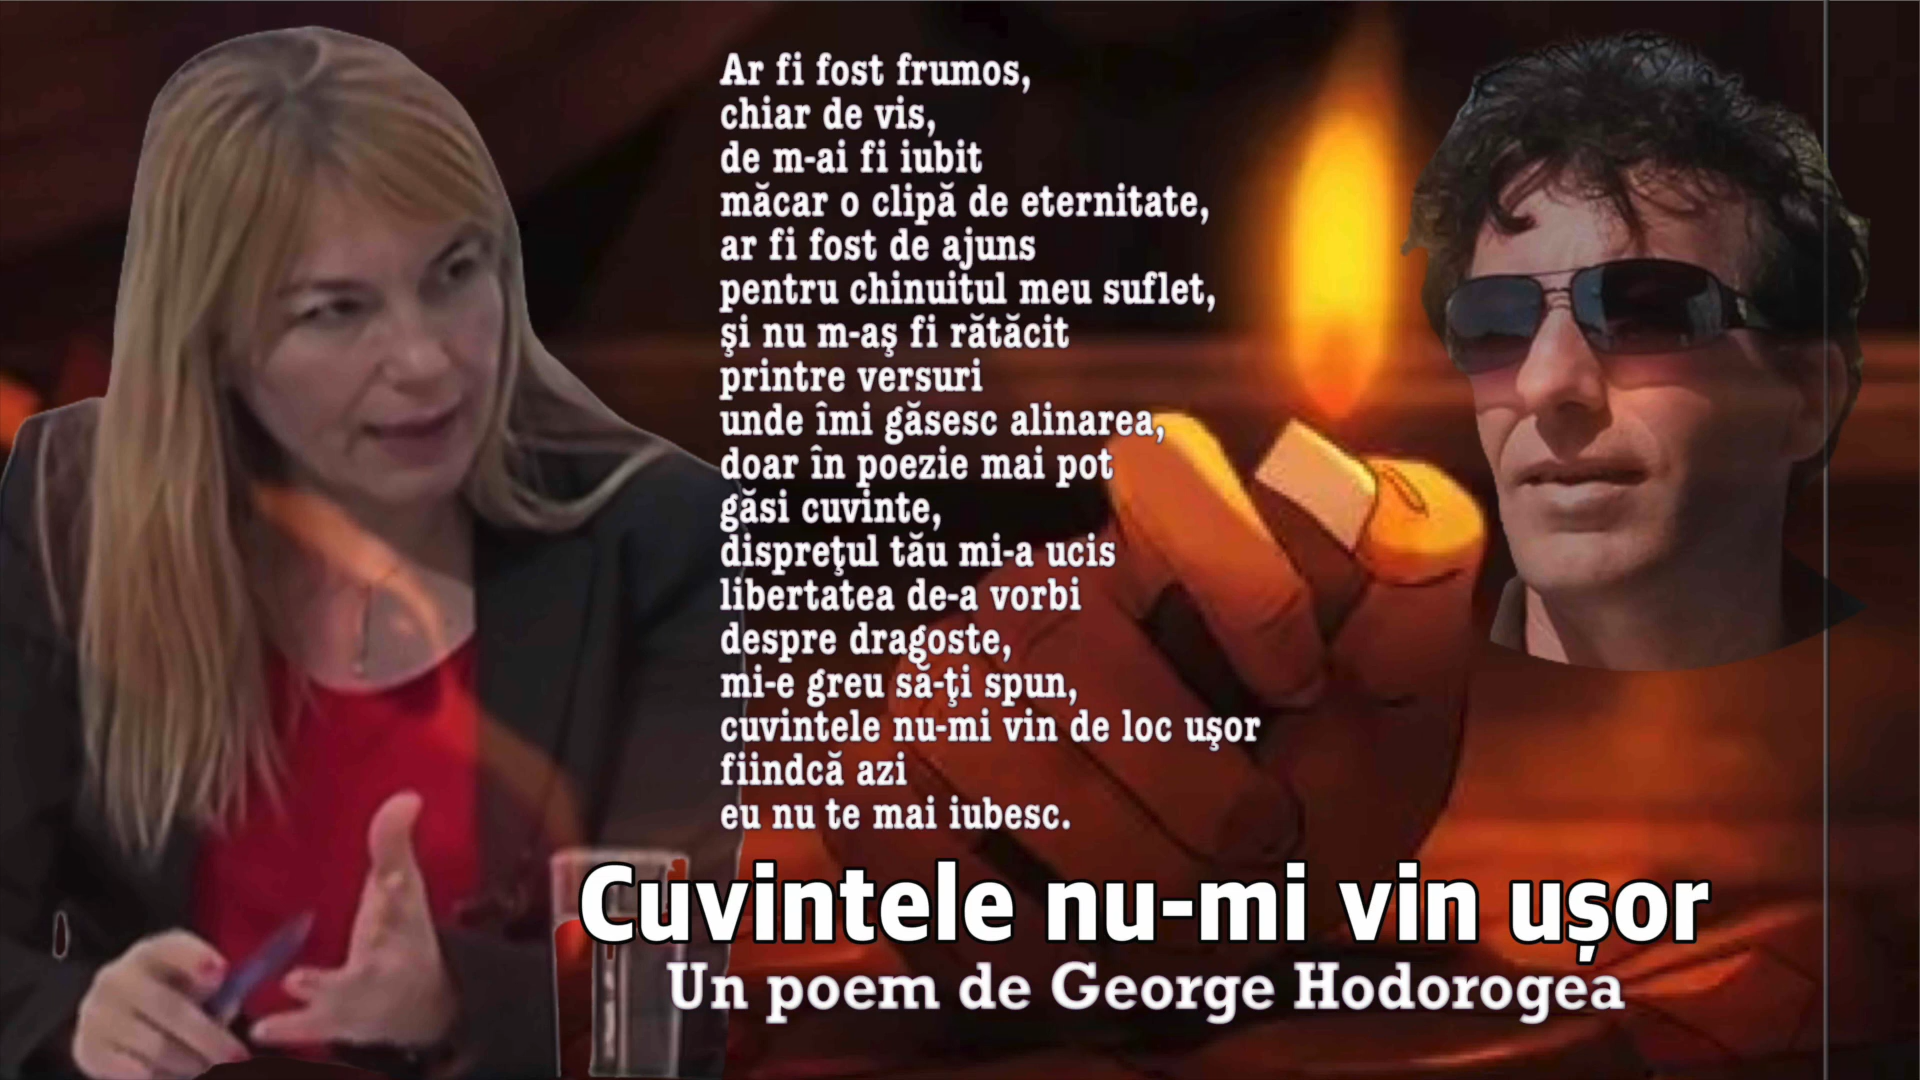 Ar fi fost frumos,
chiar de vis,
de m-ai fi iubit
măcar o clipă de eternitate,
ar fi fost de ajuns
pentru chinuitul meu suflet,
şi nu m-aş fi rătăcit
printre versuri
unde îmi găsesc alinarea,
doar în poezie mai pot
găsi cuvinte,
dispreţul tău mi-a ucis
libertatea de-a vorbi
despre dragoste,
mi-e greu să-ţi spun,
cuvintele nu-mi vin de loc uşor
fiindcă azi
eu nu te mai iubesc.
Cuvintele nu-mi vin ușor
Un poem de George Hodorogea